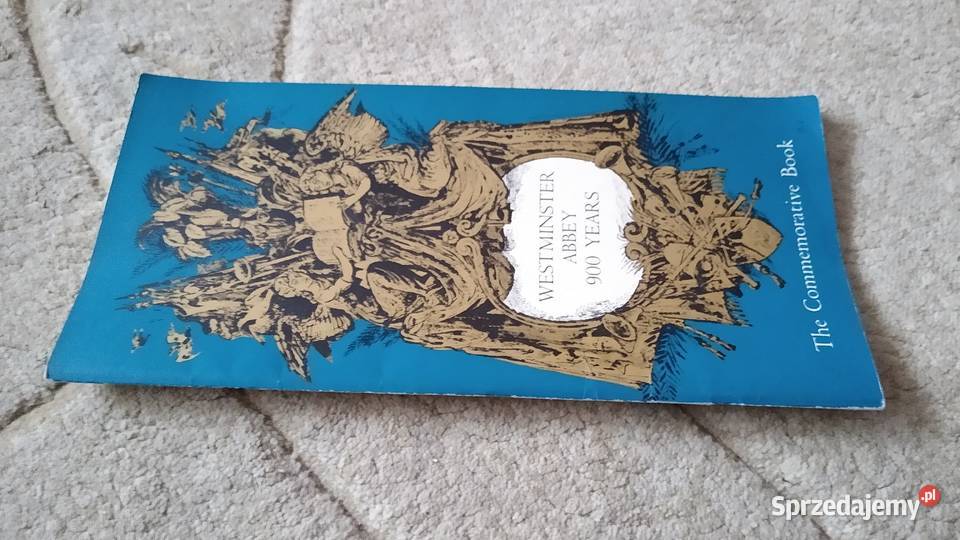 WESTMINSTER
ABBEY
900 YEARS
The Commemorative Book
Sprzedajemy.pl